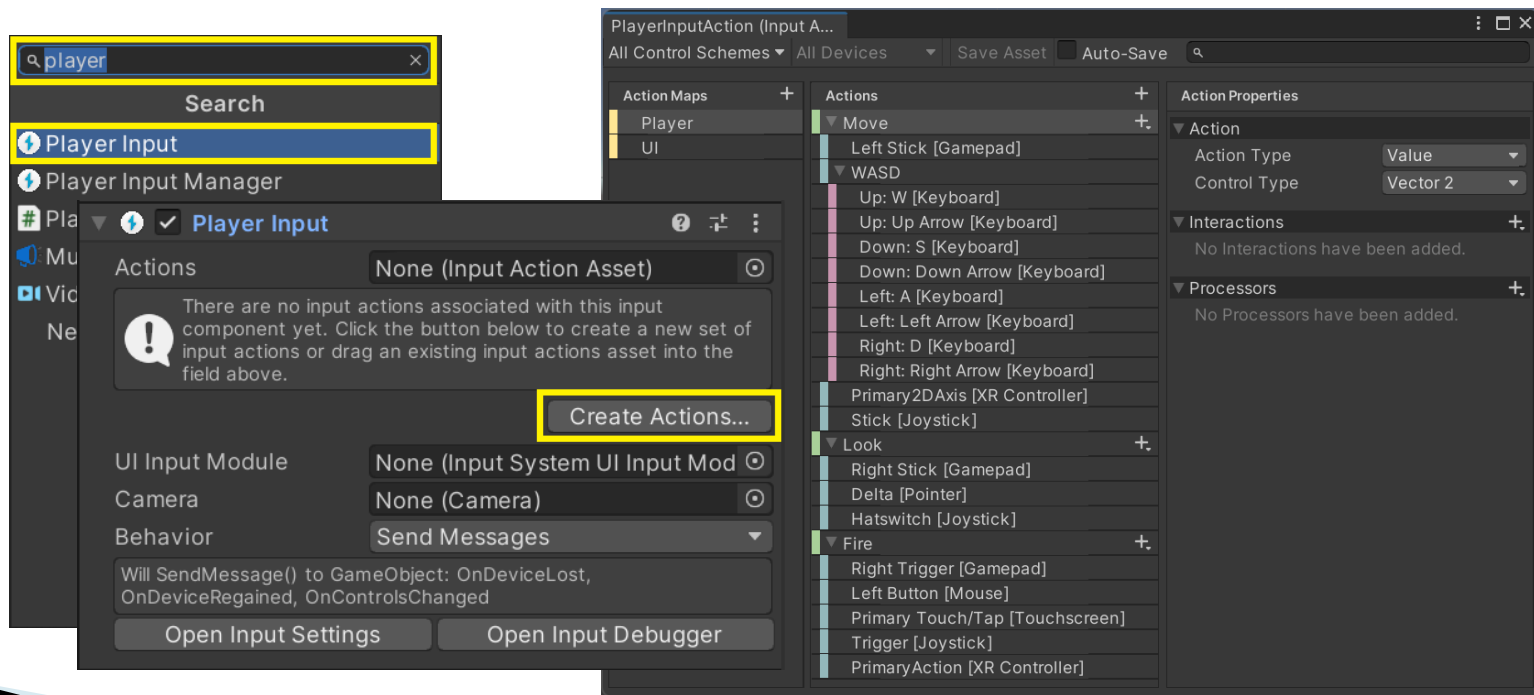 player
Search
Player Input
Player Input Manager
Pla
Mu
Vid
Ne
Player Input
Actions
None (Input Action Asset)
There are no input actions associated with this input
component yet. Click the button below to create a new set of
input actions or drag an existing input actions asset into the
field above.
Create Actions...
UI Input Module
None (Input System UI Input Mod
Camera
None (Camera)
Behavior
Send Messages
Will SendMessage() to GameObject: OnDeviceLost,
OnDeviceRegained, OnControlsChanged
Open Input Settings
Open Input Debugger
PlayerInputAction (Input A...
All Control Schemes
All Devices
Save Asset
Auto-Save
Action Maps
Player
UI
Actions
Move
Left Stick [Gamepad]
WASD
Up: W [Keyboard]
Up: Up Arrow [Keyboard]
Down: S [Keyboard]
Down: Down Arrow [Keyboard]
Left: A [Keyboard]
Left: Left Arrow [Keyboard]
Right: D [Keyboard]
Right: Right Arrow [Keyboard]
Primary2DAxis [XR Controller]
Stick [Joystick]
Look
Right Stick [Gamepad]
Delta [Pointer]
Hatswitch [Joystick]
Fire
Right Trigger [Gamepad]
Left Button [Mouse]
Primary Touch/Tap [Touchscreen]
Trigger [Joystick]
PrimaryAction [XR Controller]
Action Properties
Action
Action Type
Value
Control Type
Vector 2
Interactions
No Interactions have been added.
Processors
No Processors have been added.